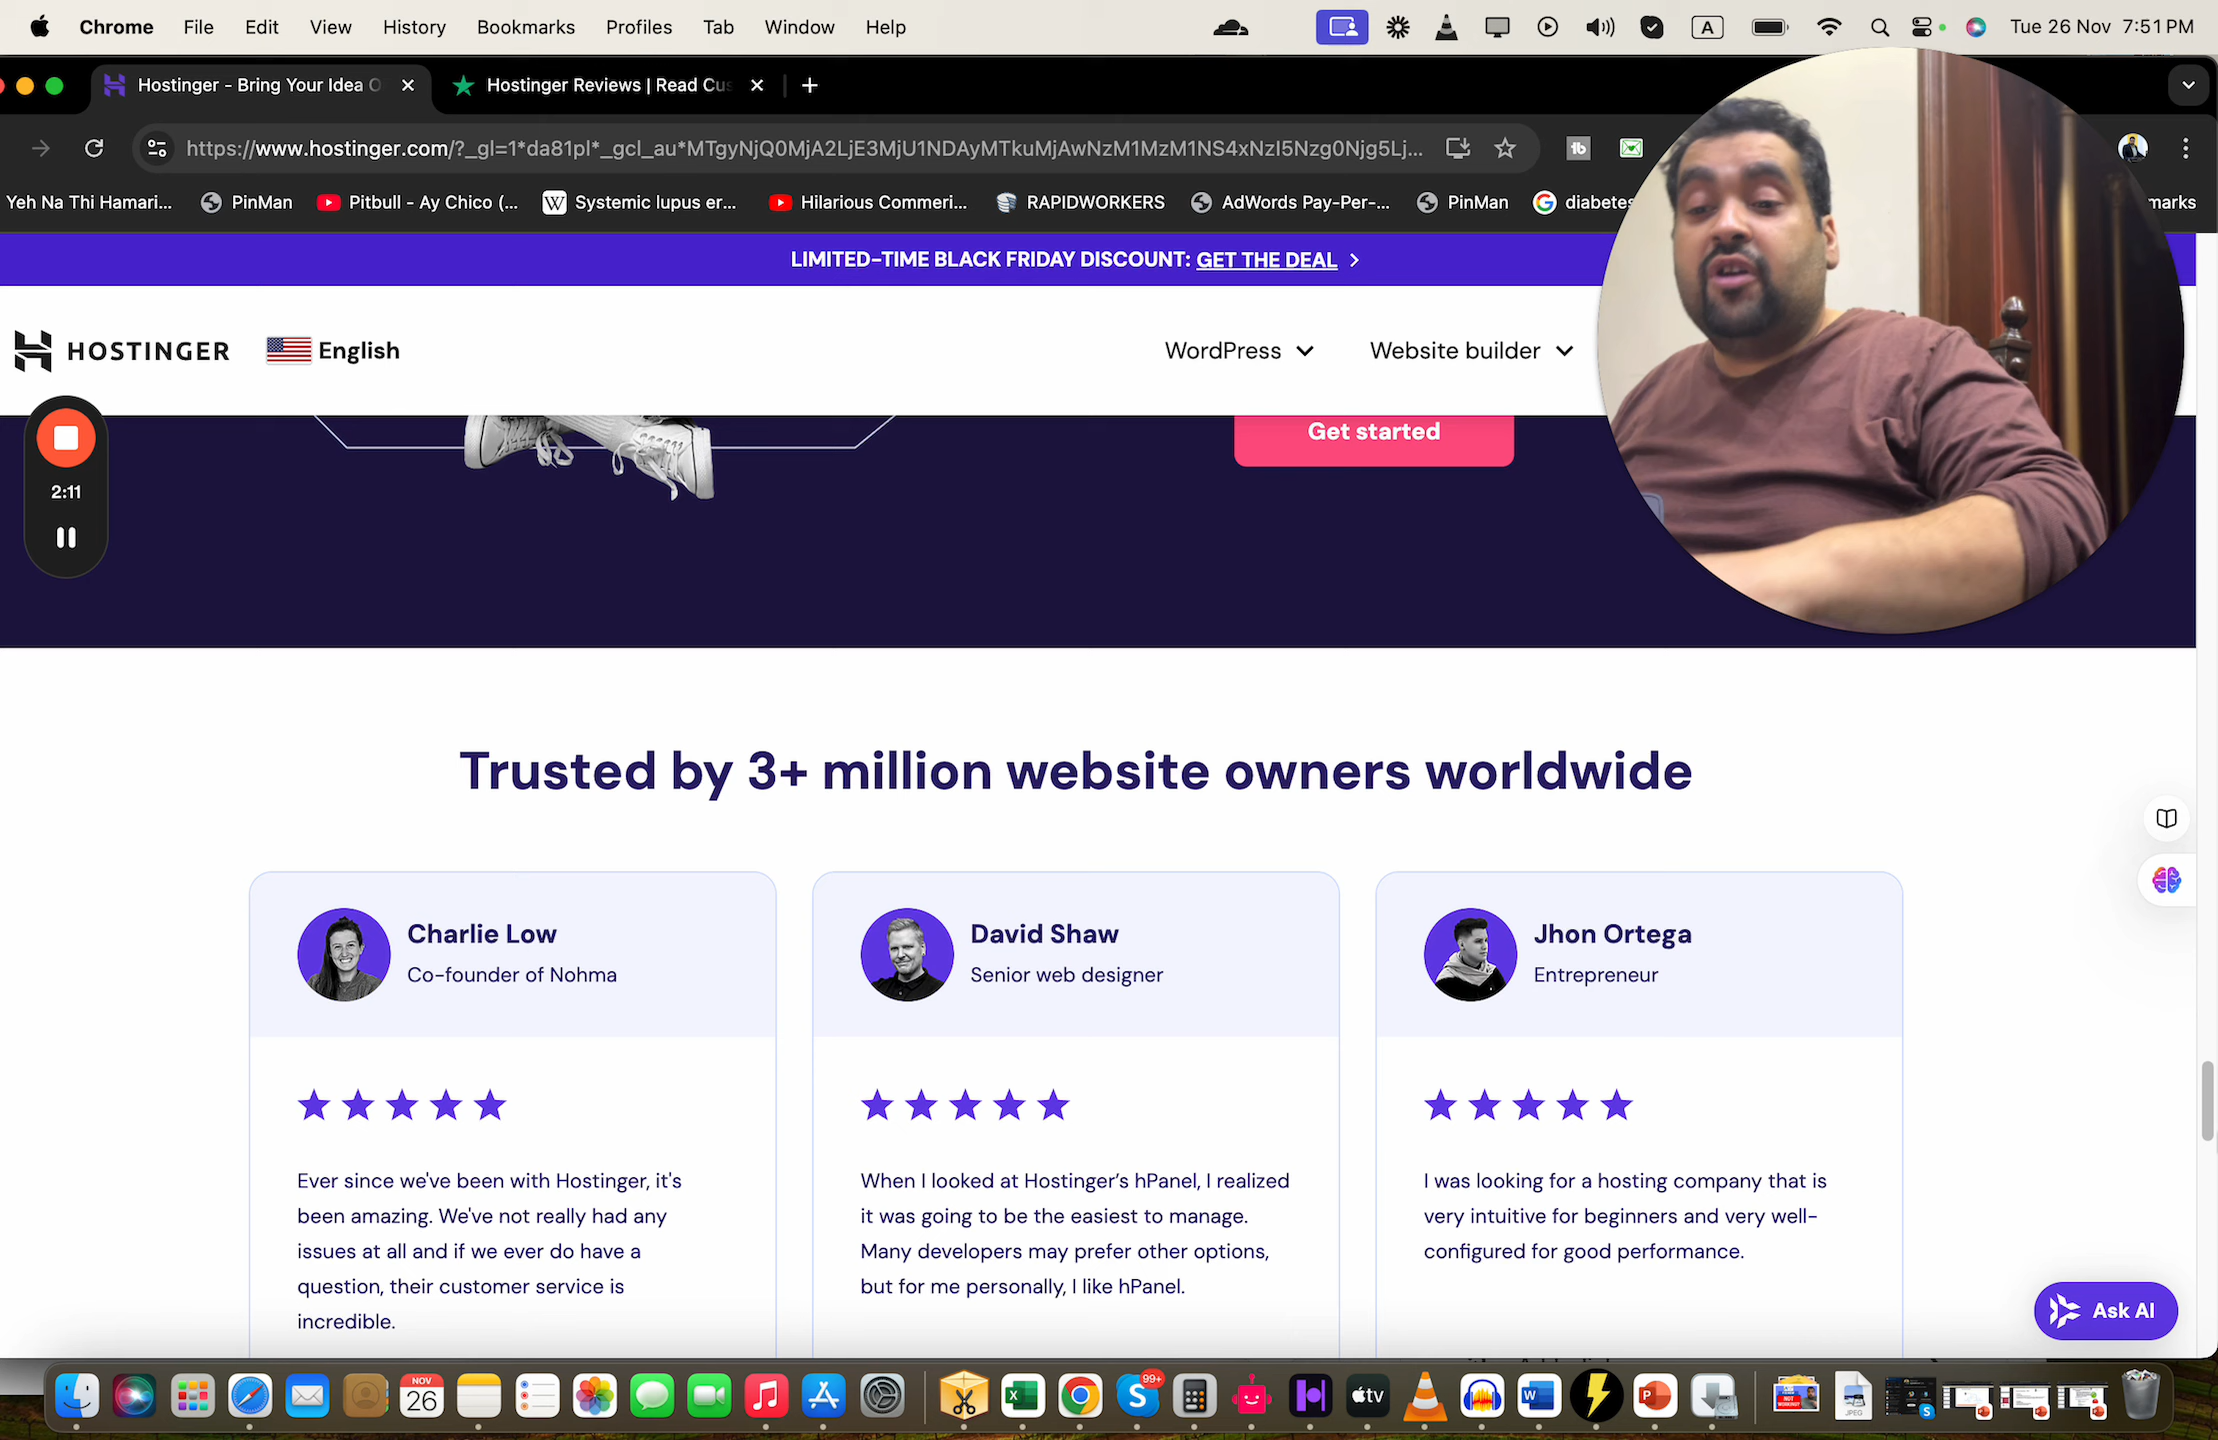 Chrome File Edit View History Bookmarks Profiles Tab Window Help A Tue 26 Nov 7:51 PM
Hostinger - Bring Your Idea O Hostinger Reviews | Read Cus
https://www.hostinger.com/?_gl=1*da81pl*_gcl_au*MTgyNjQ0MjA2LjE3MjU1NDAyMTkuMjAwNzM1MzM1NS4xNzI5Nzg0Njg5Lj... tb
Yeh Na Thi Hamari... PinMan Pitbull - Ay Chico (... W Systemic lupus er... Hilarious Commeri... RAPIDWORKERS AdWords Pay-Per-... PinMan diabetes marks
LIMITED-TIME BLACK FRIDAY DISCOUNT: GET THE DEAL
HOSTINGER English WordPress Website builder
Get started
2:11
Trusted by 3+ million website owners worldwide
Charlie Low
Co-founder of Nohma
Ever since we've been with Hostinger, it's
been amazing. We've not really had any
issues at all and if we ever do have a
question, their customer service is
incredible.
David Shaw
Senior web designer
When I looked at Hostinger’s hPanel, I realized
it was going to be the easiest to manage.
Many developers may prefer other options,
but for me personally, I like hPanel.
Jhon Ortega
Entrepreneur
I was looking for a hosting company that is
very intuitive for beginners and very well-
configured for good performance.
Ask AI
NOV
26
99+
tv
JPEG